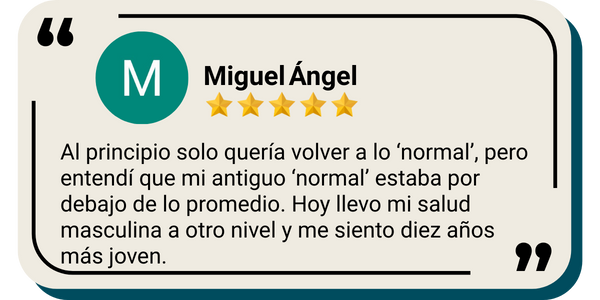 ❝
M
Miguel Ángel
Al principio solo quería volver a lo ‘normal’, pero
entendí que mi antiguo ‘normal’ estaba por
debajo de lo promedio. Hoy llevo mi salud
masculina a otro nivel y me siento diez años
más joven.
❞